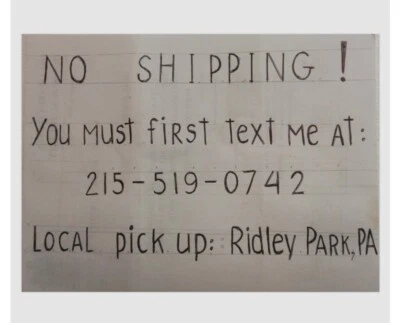 NO SHIPPING !
You Must first text Me At:
215-519-0742
LOCAL pick up: Ridley PARK, PA